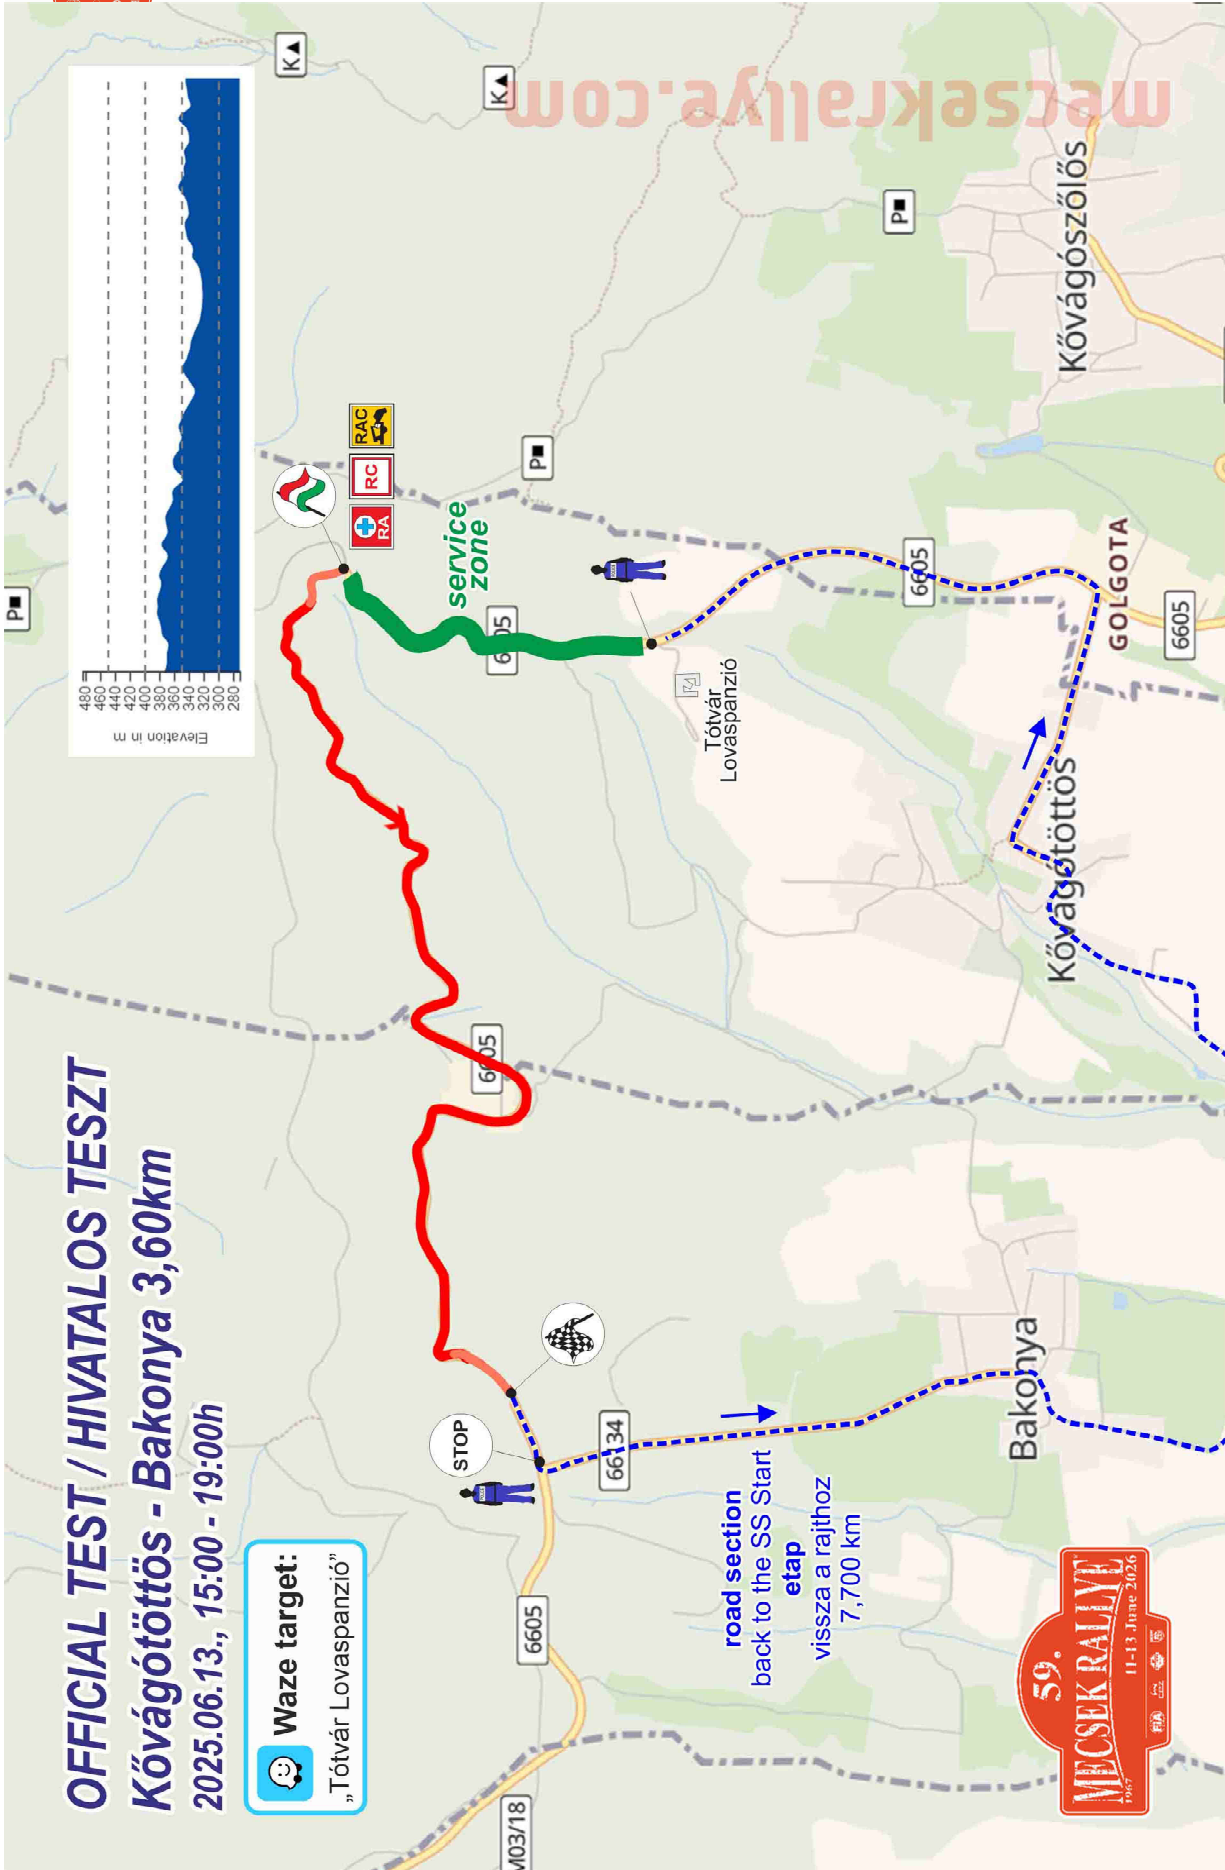 OFFICIAL TEST / HIVATALOS TESZT
Kővágótöttös - Bakonya 3,60km
2025.06.13., 15:00 - 19:00h
Waze target:
„Tótvár Lovaspanzió”
Elevation in m
480
460
440
420
400
380
360
340
320
300
280
K▲
K▲
P■
P■
P■
mecsekrallye.com
RA
RC
RAC
service
zone
6605
6605
6605
6605
6605
66134
M03/18
STOP
Tótvár
Lovaspanzió
GOLGOTA
Kővágószőlős
Kővágótöttös
Bakonya
road section
back to the SS Start
etap
vissza a rajthoz
7,700 km
59.
MECSEK RALLYE
1967
11-13 June 2026
FIA